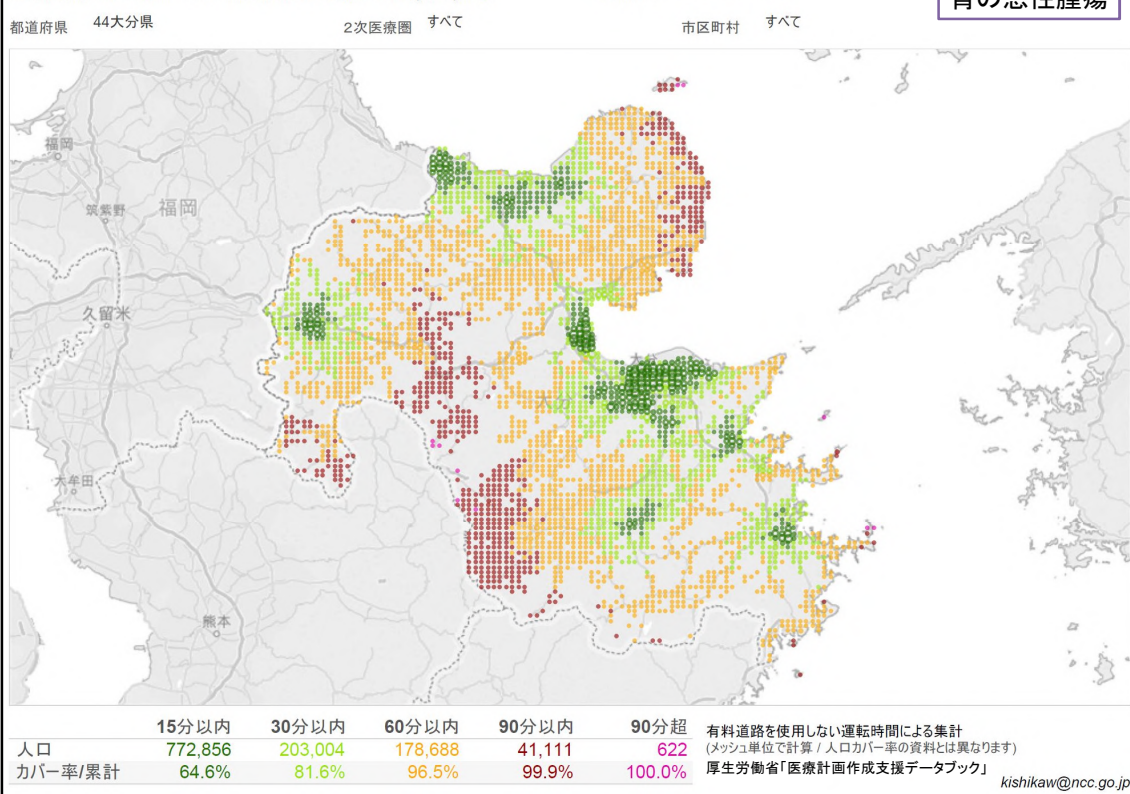 胃の悪性腫瘍
都道府県 44大分県 2次医療圏 すべて 市区町村 すべて
福岡
筑紫野
福岡
久留米
大牟田
熊本
15分以内 30分以内 60分以内 90分以内 90分超
人口 772,856 203,004 178,688 41,111 622
カバー率/累計 64.6% 81.6% 96.5% 99.9% 100.0%
有料道路を使用しない運転時間による集計
(メッシュ単位で計算 / 人口カバー率の資料とは異なります)
厚生労働省「医療計画作成支援データブック」
kishikaw@ncc.go.jp